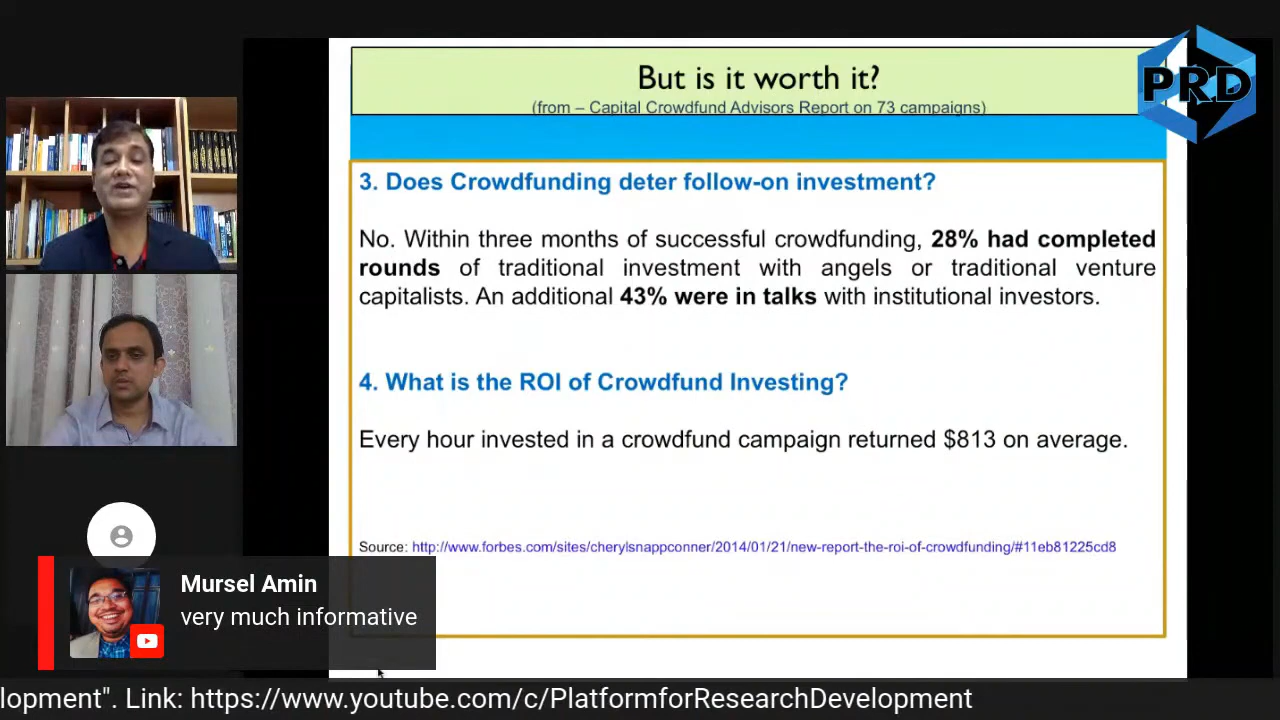 But is it worth it?
(from – Capital Crowdfund Advisors Report on 73 campaigns)
PRD
3. Does Crowdfunding deter follow-on investment?
No. Within three months of successful crowdfunding, 28% had completed
rounds of traditional investment with angels or traditional venture
capitalists. An additional 43% were in talks with institutional investors.
4. What is the ROI of Crowdfund Investing?
Every hour invested in a crowdfund campaign returned $813 on average.
Source: http://www.forbes.com/sites/cherylsnappconner/2014/01/21/new-report-the-roi-of-crowdfunding/#11eb81225cd8
Mursel Amin
very much informative
lopment". Link: https://www.youtube.com/c/PlatformforResearchDevelopment